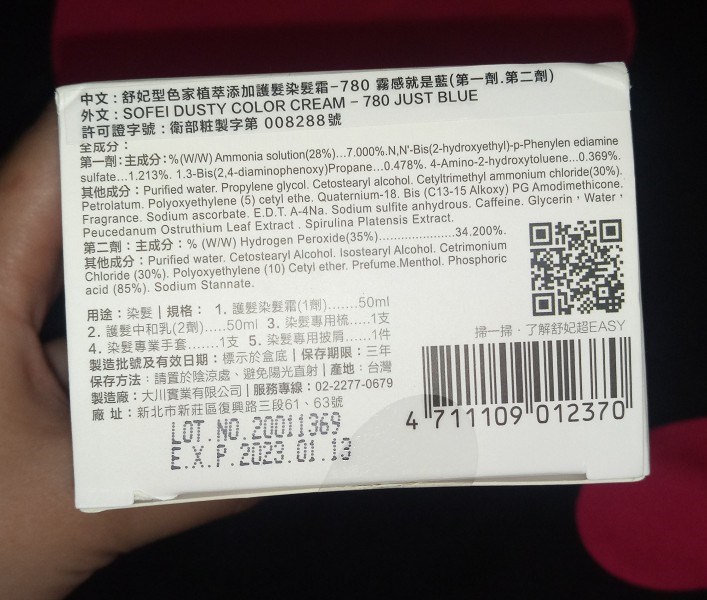 中文：舒妃型色家植萃添加護髮染髮霜-780 霧感就是藍(第一劑.第二劑)
外文：SOFEI DUSTY COLOR CREAM - 780 JUST BLUE
許可證字號：衛部粧製字第 008288號
全成分：
第一劑：主成分：%(W/W) Ammonia solution(28%)...7.000%.N,N'-Bis(2-hydroxyethyl)-p-Phenylen ediamine
sulfate...1.213%. 1.3-Bis(2,4-diaminophenoxy)Propane...0.478%. 4-Amino-2-hydroxytoluene...0.369%.
其他成分：Purified water. Propylene glycol. Cetostearyl alcohol. Cetyltrimethyl ammonium chloride(30%).
Petrolatum. Polyoxyethylene (5) cetyl ethe. Quaternium-18. Bis (C13-15 Alkoxy) PG Amodimethicone.
Fragrance. Sodium ascorbate. E.D.T. A-4Na. Sodium sulfite anhydrous. Caffeine. Glycerin，Water，
Peucedanum Ostruthium Leaf Extract . Spirulina Platensis Extract.
第二劑：主成分：% (W/W) Hydrogen Peroxide(35%).....................34.200%.
其他成分：Purified water. Cetostearyl Alcohol. Isostearyl Alcohol. Cetrimonium
Chloride (30%). Polyoxyethylene (10) Cetyl ether. Prefume.Menthol. Phosphoric
acid (85%). Sodium Stannate.
用途：染髮 | 規格： 1. 護髮染髮霜(1劑).......50ml
2. 護髮中和乳(2劑).....50ml 3. 染髮專用梳.....1支
4. 染髮專業手套......1支 5. 染髮專用披肩......1件
製造批號及有效日期：標示於盒底 | 保存期限：三年
保存方法：請置於陰涼處、避免陽光直射 | 產地：台灣
製造廠：大川實業有限公司 | 服務專線：02-2277-0679
廠 址：新北市新莊區復興路三段61、63號
掃一掃，了解舒妃超EASY
4 711109 012370
LOT.NO.20011369
E.X.P.2023.01.13